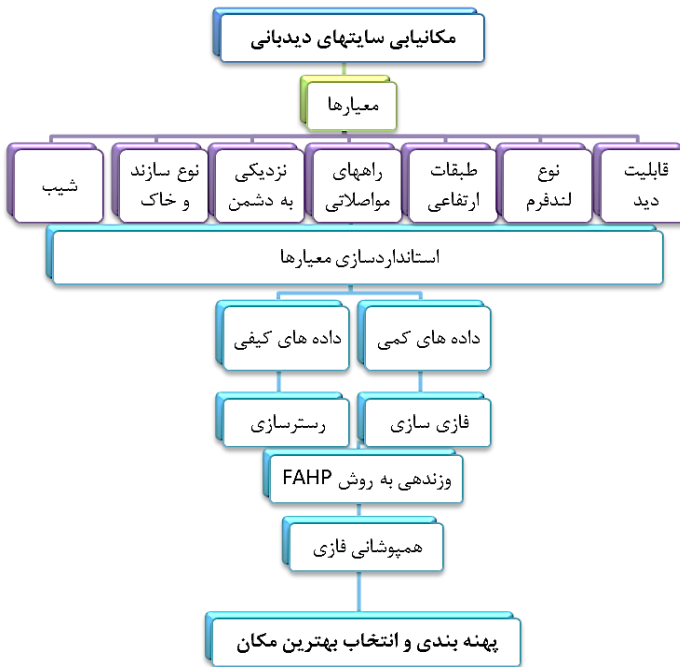 مکانیابی سایتهای دیدبانی
معیارها
قابلیت
دید
نوع
لندفرم
طبقات
ارتفاعی
راههای
مواصلاتی
نزدیکی
به دشمن
نوع سازند
و خاک
شیب
استانداردسازی معیارها
داده های کمی
داده های کیفی
فازی سازی
رسترسازی
وزندهی به روش FAHP
همپوشانی فازی
پهنه بندی و انتخاب بهترین مکان